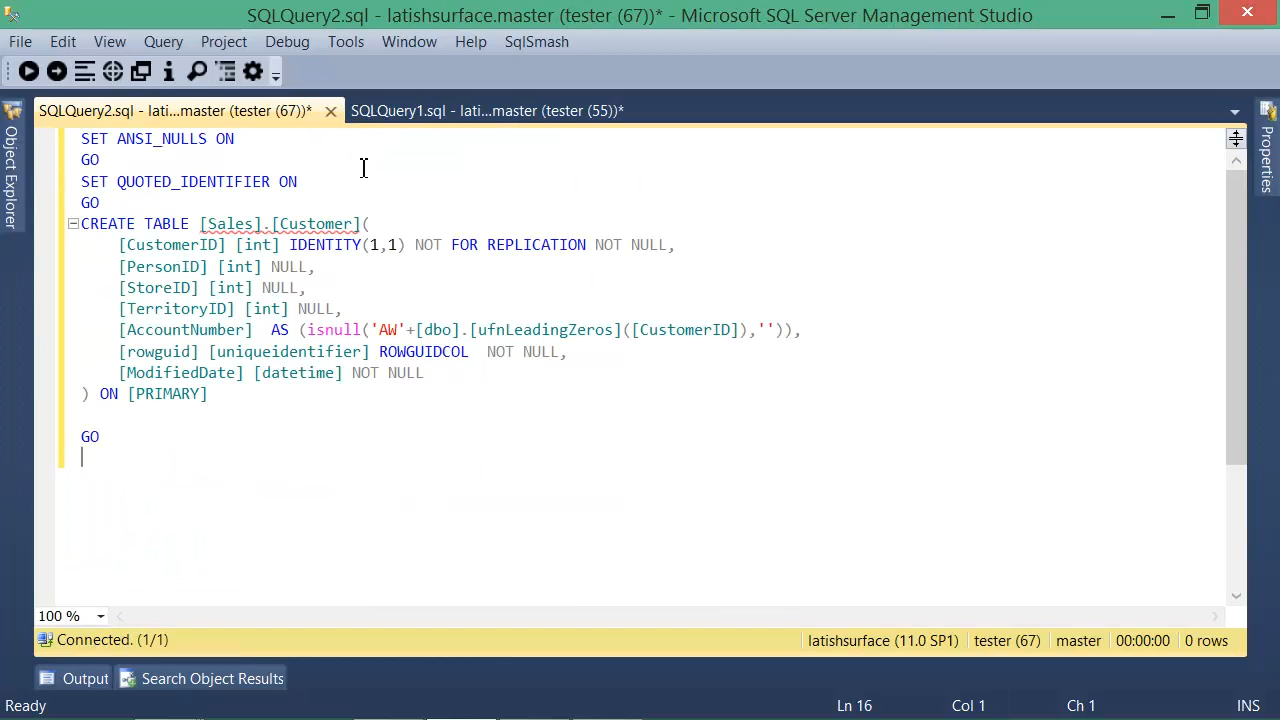 SQLQuery2.sql - latishsurface.master (tester (67))* - Microsoft SQL Server Management Studio
File Edit View Query Project Debug Tools Window Help SqlSmash
SQLQuery2.sql - lati...master (tester (67))* SQLQuery1.sql - lati...master (tester (55))*
Object Explorer
Properties
SET ANSI_NULLS ON
GO
SET QUOTED_IDENTIFIER ON
GO
CREATE TABLE [Sales].[Customer](
[CustomerID] [int] IDENTITY(1,1) NOT FOR REPLICATION NOT NULL,
[PersonID] [int] NULL,
[StoreID] [int] NULL,
[TerritoryID] [int] NULL,
[AccountNumber]  AS (isnull('AW'+[dbo].[ufnLeadingZeros]([CustomerID]),'')),
[rowguid] [uniqueidentifier] ROWGUIDCOL  NOT NULL,
[ModifiedDate] [datetime] NOT NULL
) ON [PRIMARY]
GO
100 %
Connected. (1/1) latishsurface (11.0 SP1) tester (67) master 00:00:00 0 rows
Output Search Object Results
Ready Ln 16 Col 1 Ch 1 INS